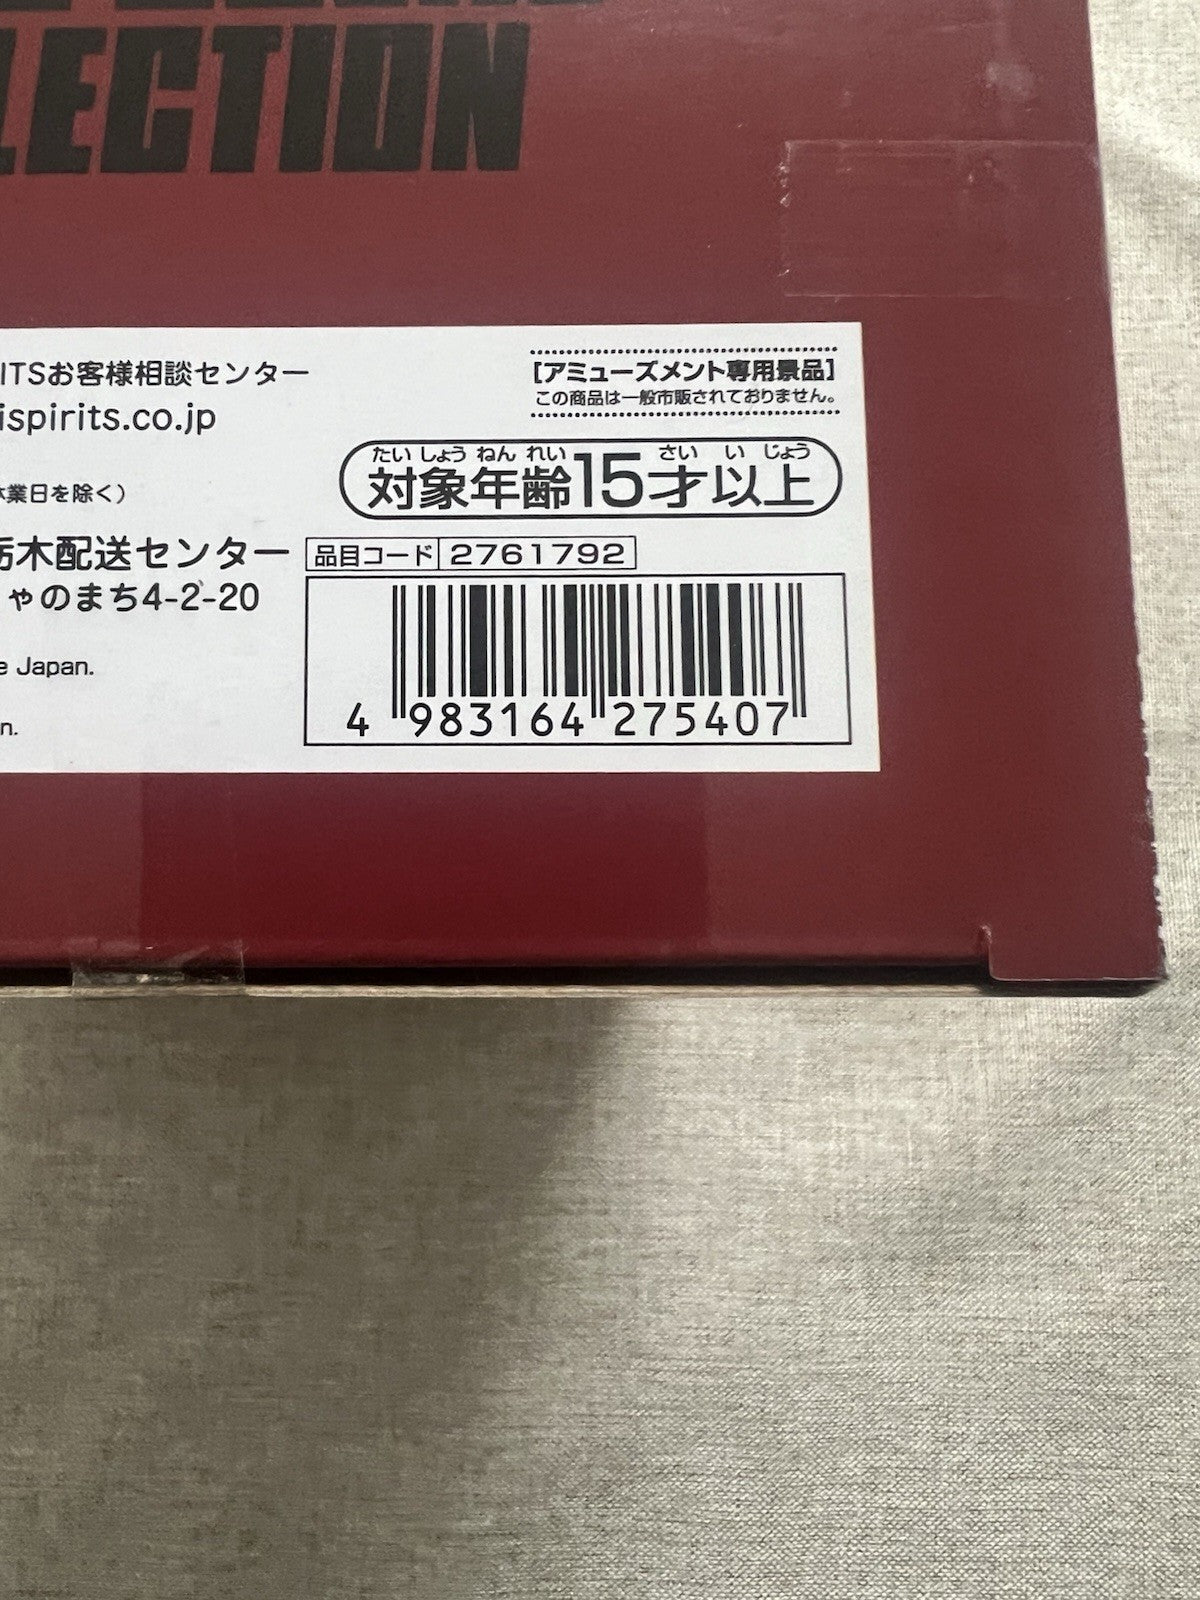 LECTION
ITSお客様相談センター
ispirits.co.jp
休業日を除く）
栃木配送センター
ゃのまち4-2-20
e Japan.
n.
[アミューズメント専用景品]
この商品は一般市販されておりません。
たい しょう ねん れい さい い じょう
対象年齢15才以上
品目コード 2761792
4 983164 275407